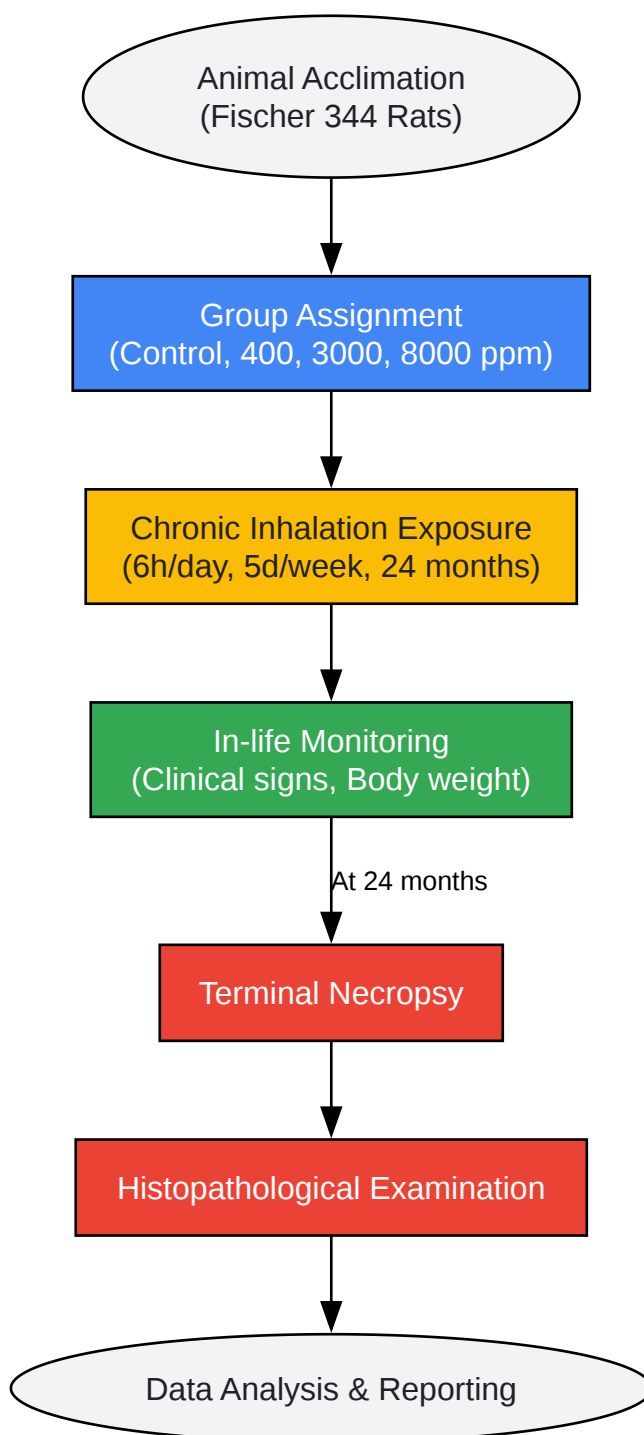 Animal Acclimation
(Fischer 344 Rats)
Group Assignment
(Control, 400, 3000, 8000 ppm)
Chronic Inhalation Exposure
(6h/day, 5d/week, 24 months)
In-life Monitoring
(Clinical signs, Body weight)
At 24 months
Terminal Necropsy
Histopathological Examination
Data Analysis & Reporting